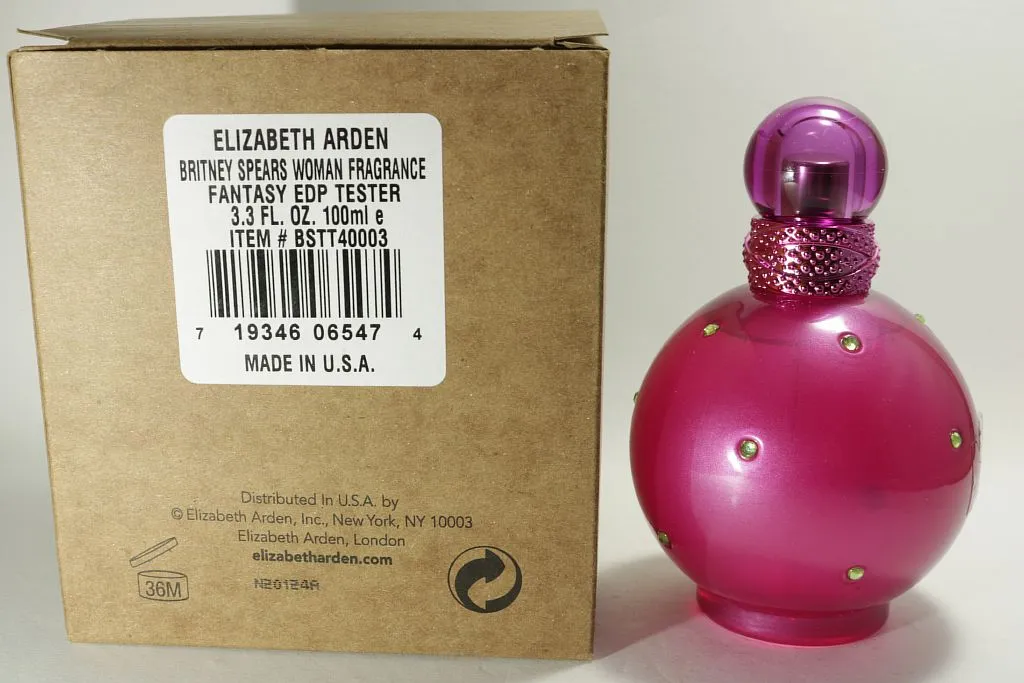 ELIZABETH ARDEN
BRITNEY SPEARS WOMAN FRAGRANCE
FANTASY EDP TESTER
3.3 FL. OZ. 100ml e
ITEM # BSTT40003
7 19346 06547 4
MADE IN U.S.A.
Distributed In U.S.A. by
© Elizabeth Arden, Inc., New York, NY 10003
Elizabeth Arden, London
elizabetharden.com
36M
N20124A